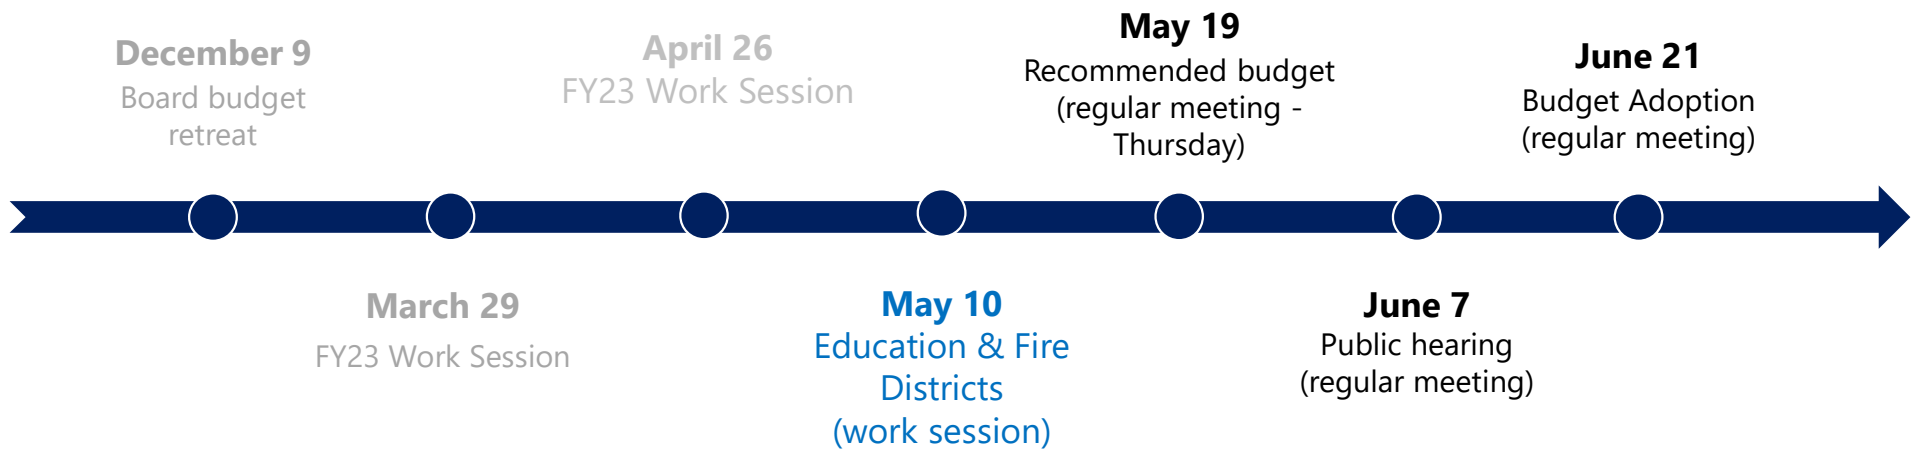 December 9
Board budget
retreat
March 29
FY23 Work Session
April 26
FY23 Work Session
May 10
Education & Fire
Districts
(work session)
May 19
Recommended budget
(regular meeting -
Thursday)
June 7
Public hearing
(regular meeting)
June 21
Budget Adoption
(regular meeting)